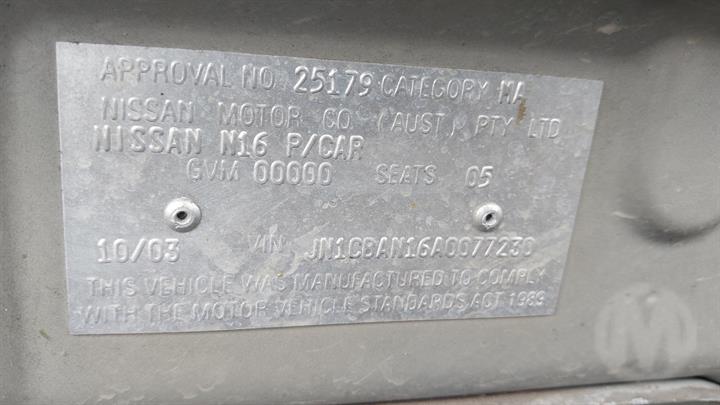 APPROVAL NO. 25179 CATEGORY MA
NISSAN MOTOR CO (AUST) PTY LTD
NISSAN N16 P/CAR
GVM 00000 SEATS 05
10/03 VIN JN1CBAN16A0077230
THIS VEHICLE WAS MANUFACTURED TO COMPLY
WITH THE MOTOR VEHICLE STANDARDS ACT 1989
M